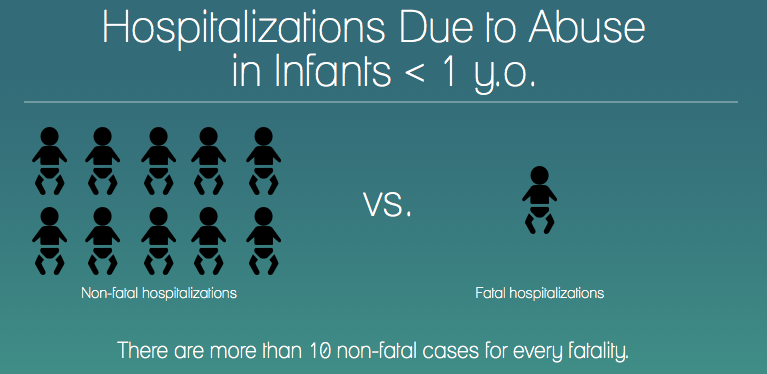 Hospitalizations Due to Abuse
in Infants < 1 y.o.
vs.
Non-fatal hospitalizations
Fatal hospitalizations
There are more than 10 non-fatal cases for every fatality.